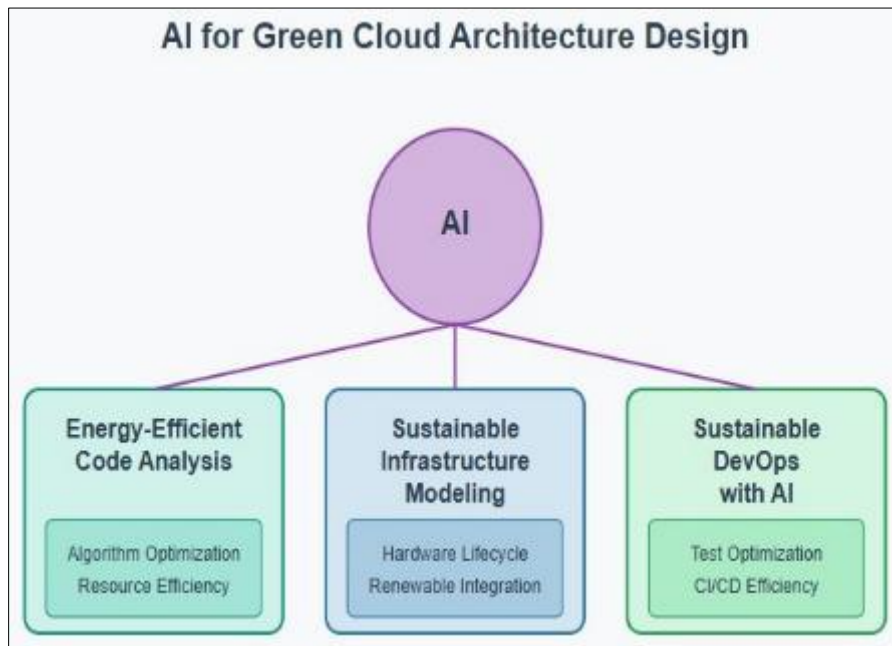 AI for Green Cloud Architecture Design
AI
Energy-Efficient
Code Analysis
Algorithm Optimization
Resource Efficiency
Sustainable
Infrastructure
Modeling
Hardware Lifecycle
Renewable Integration
Sustainable
DevOps
with AI
Test Optimization
CI/CD Efficiency